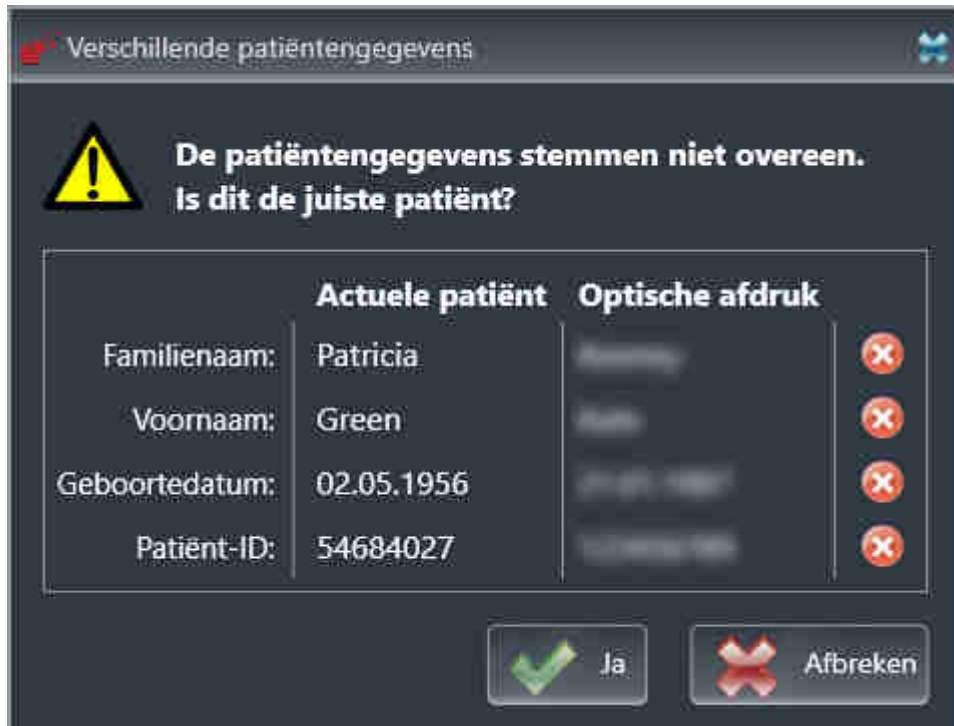 Verschillende patiëntengegevens
De patiëntengegevens stemmen niet overeen.
Is dit de juiste patiënt?
Actuele patiënt Optische afdruk
Familienaam: Patricia
Voornaam: Green
Geboortedatum: 02.05.1956
Patiënt-ID: 54684027
Ja Afbreken